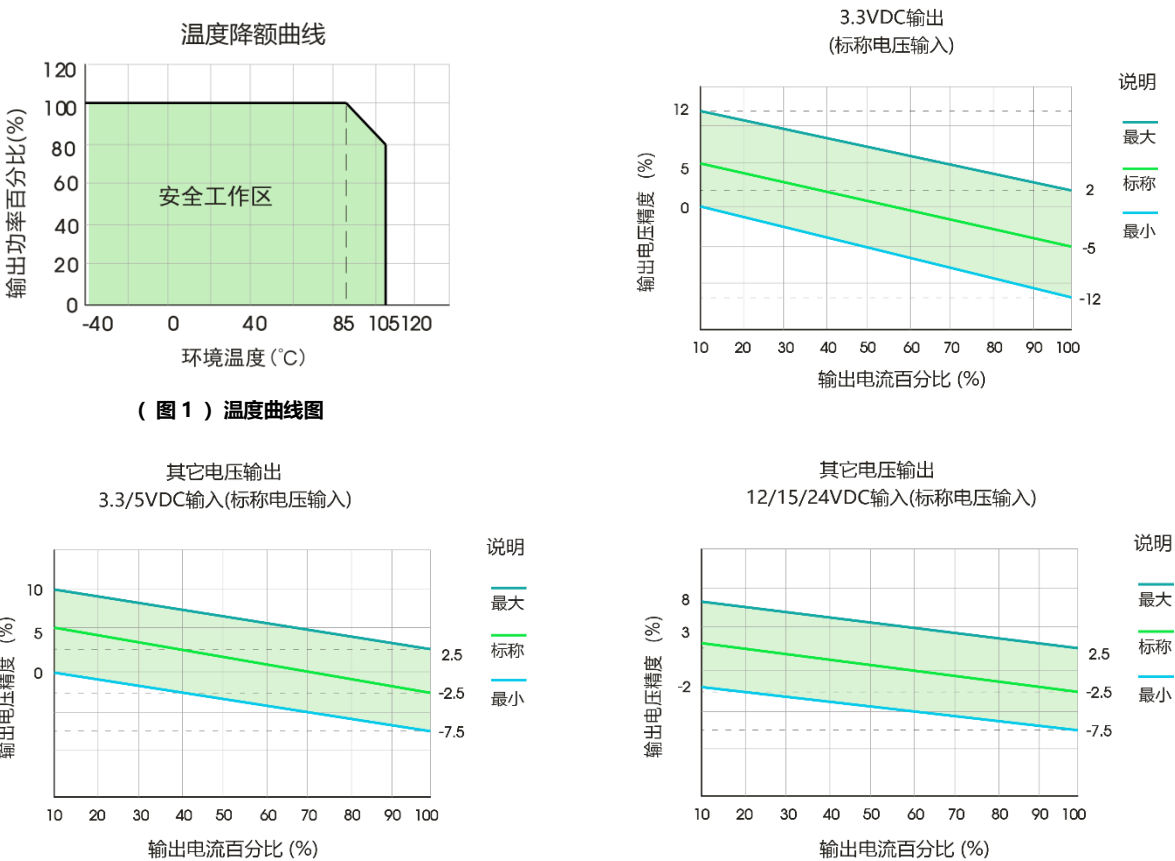 温度降额曲线
120
100
80
60
40
20
0
输出功率百分比(%)
安全工作区
-40 0 40 85 105 120
环境温度(℃)
( 图 1 ) 温度曲线图
3.3VDC输出
(标称电压输入)
12
5
0
输出电压精度 (%)
2
-5
-12
10 20 30 40 50 60 70 80 90 100
输出电流百分比 (%)
说明
最大
标称
最小
其它电压输出
3.3/5VDC输入(标称电压输入)
10
5
0
输出电压精度 (%)
2.5
-2.5
-7.5
10 20 30 40 50 60 70 80 90 100
输出电流百分比 (%)
说明
最大
标称
最小
其它电压输出
12/15/24VDC输入(标称电压输入)
8
3
-2
输出电压精度 (%)
2.5
-2.5
-7.5
10 20 30 40 50 60 70 80 90 100
输出电流百分比 (%)
说明
最大
标称
最小